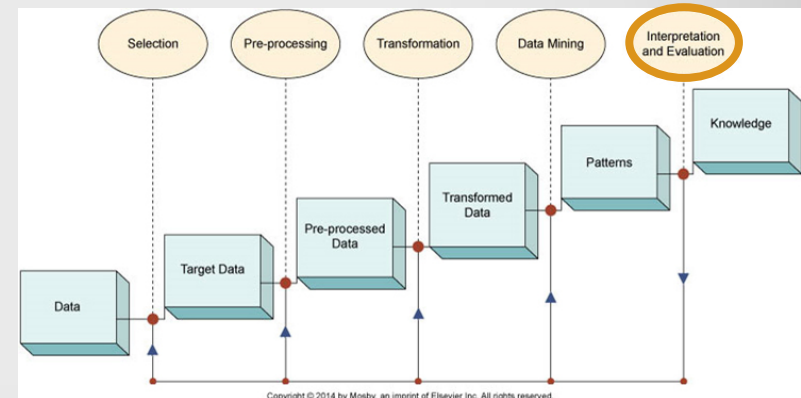 Selection
Pre-processing
Transformation
Data Mining
Interpretation
and Evaluation
Knowledge
Patterns
Transformed
Data
Pre-processed
Data
Target Data
Data
Copyright © 2014 by Mosby, an imprint of Elsevier Inc. All rights reserved.